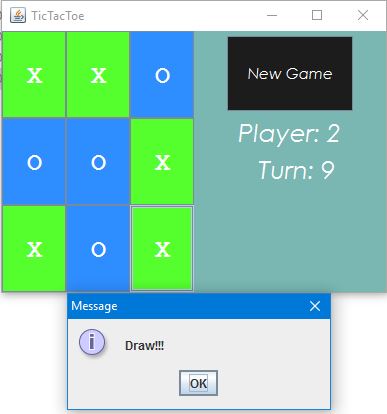 TicTacToe
X X O
O O X
X O X
New Game
Player: 2
Turn: 9
Message
Draw!!!
OK